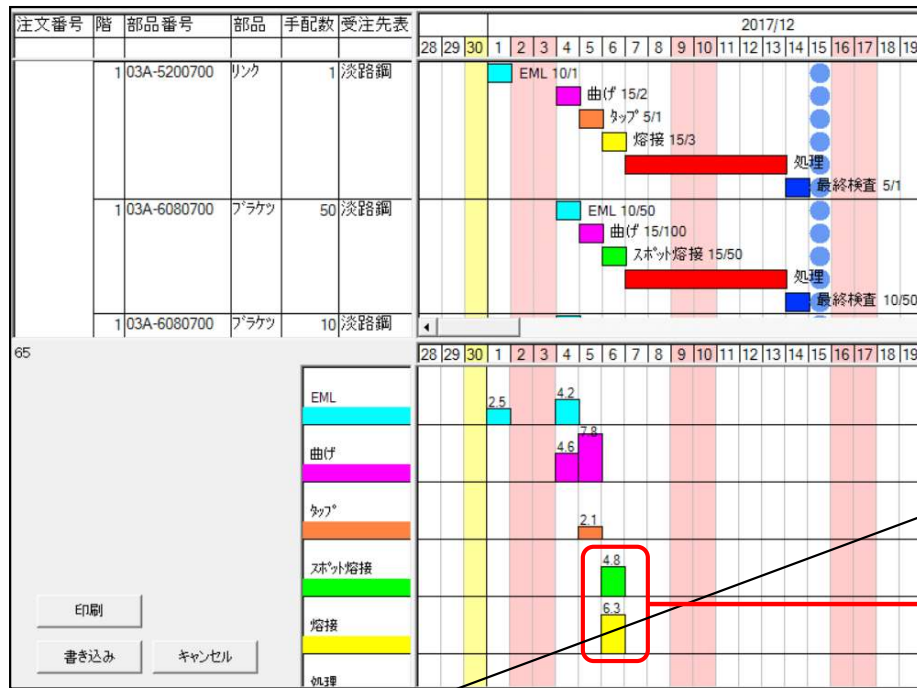 注文番号 階 部品番号 部品 手配数 受注先表 2017/12
28 29 30 1 2 3 4 5 6 7 8 9 10 11 12 13 14 15 16 17 18 19
1 03A-5200700 リンク 1 淡路鋼 EML 10/1
曲げ 15/2
タップ 5/1
熔接 15/3
処理
最終検査 5/1
1 03A-6080700 ブラケツ 50 淡路鋼 EML 10/50
曲げ 15/100
スポット熔接 15/50
処理
最終検査 10/50
1 03A-6080700 ブラケツ 10 淡路鋼
65 28 29 30 1 2 3 4 5 6 7 8 9 10 11 12 13 14 15 16 17 18 19
EML 2.5 4.2
曲げ 4.6 7.8
タップ 2.1
スポット熔接 4.8
熔接 6.3
処理
印刷
書き込み キャンセル